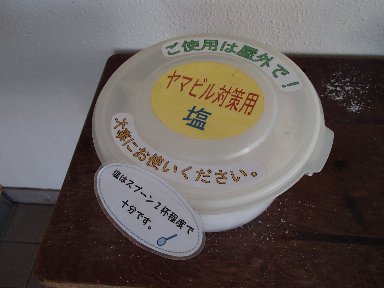 ご使用は屋外で！
ヤマビル対策用
塩
大事にお使いください。
塩はスプーン２杯程度で
十分です。